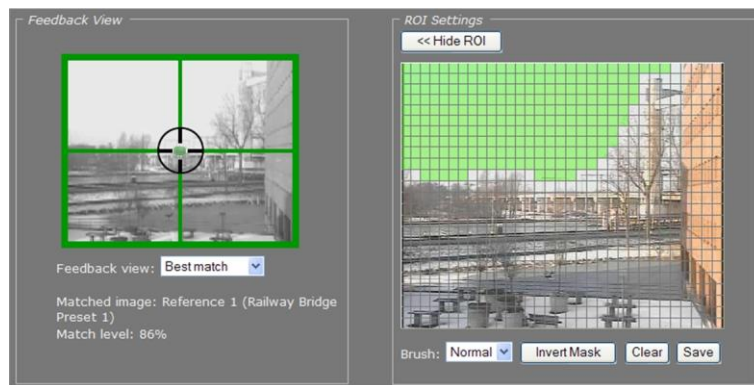 Feedback View
Feedback view: Best match
Matched image: Reference 1 (Railway Bridge
Preset 1)
Match level: 86%
ROI Settings
<< Hide ROI
Brush: Normal Invert Mask Clear Save